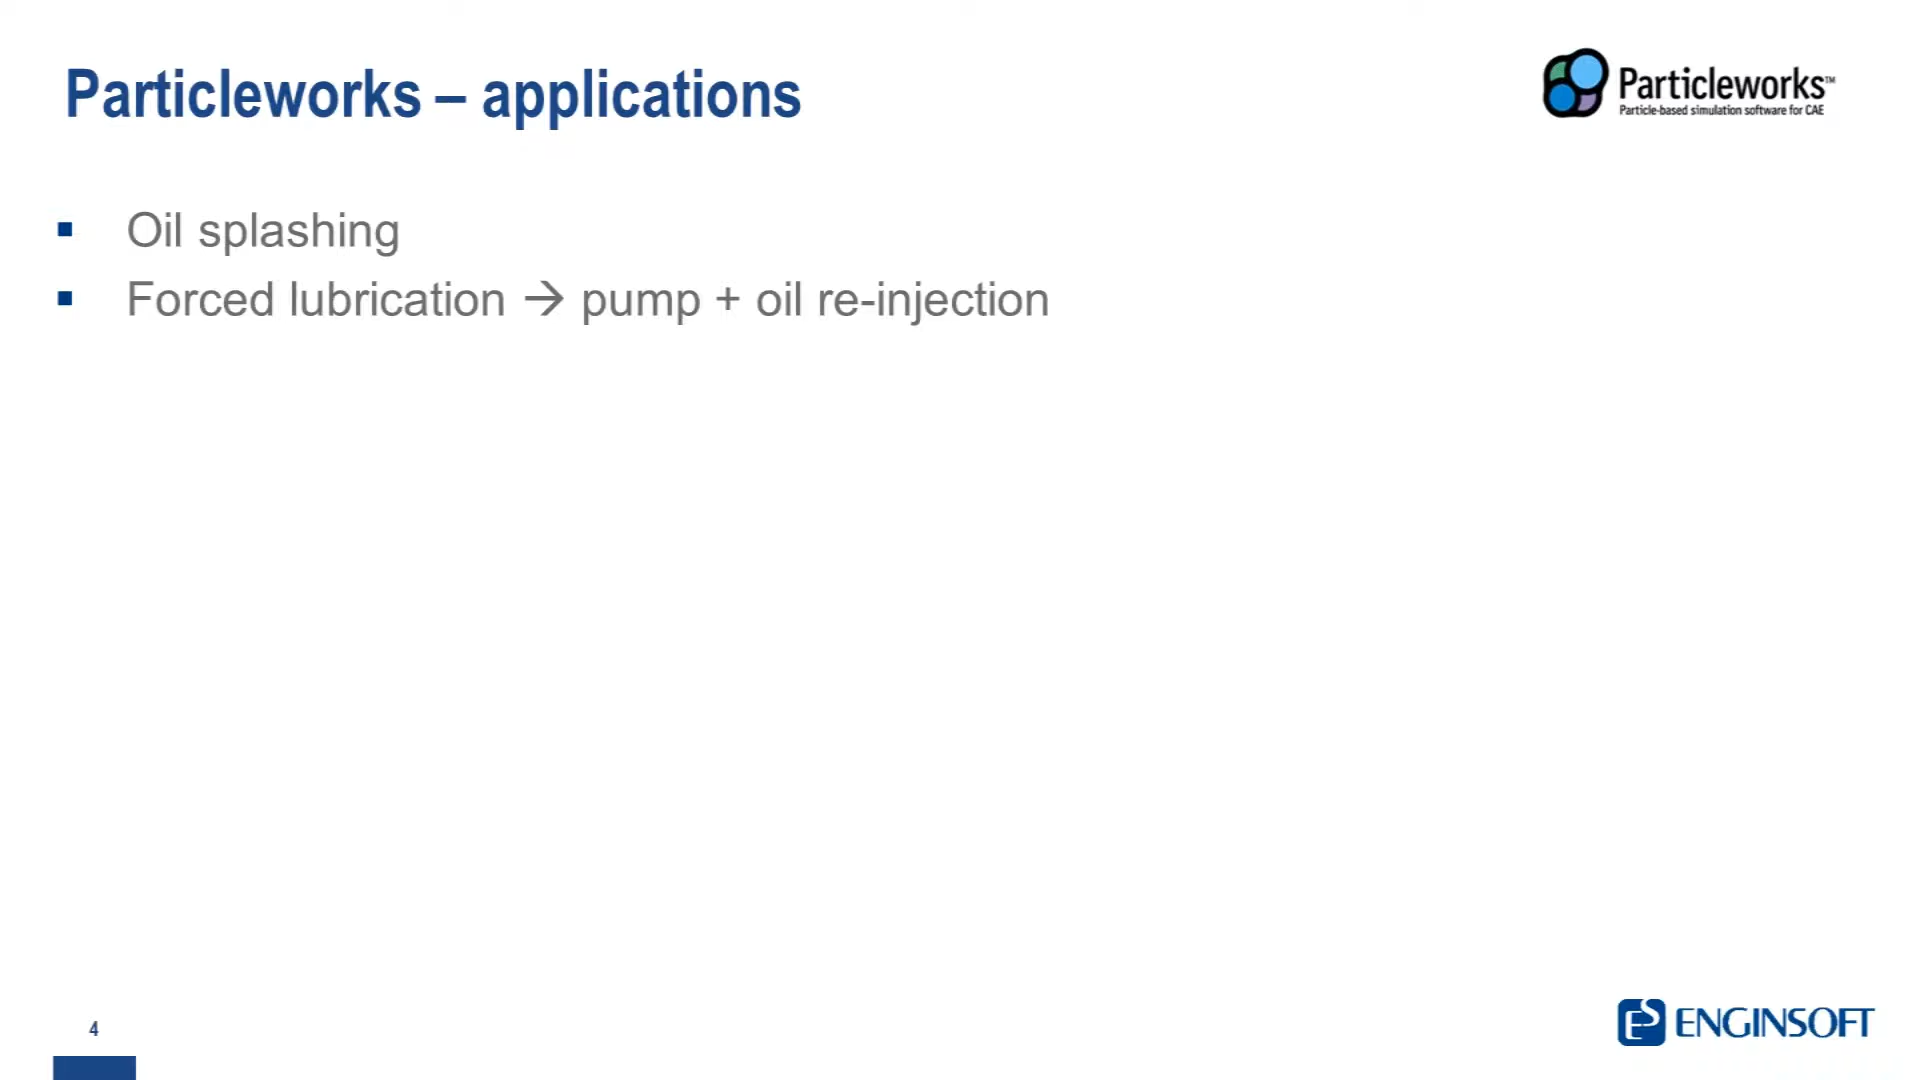 Particleworks – applications
Particleworks™
Particle-based simulation software for CAE
▪ Oil splashing
▪ Forced lubrication → pump + oil re-injection
4
ES ENGINSOFT